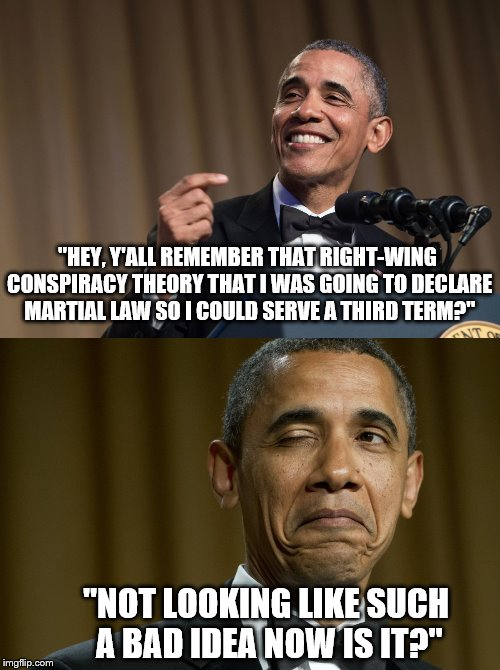 "HEY, Y'ALL REMEMBER THAT RIGHT-WING
CONSPIRACY THEORY THAT I WAS GOING TO DECLARE
MARTIAL LAW SO I COULD SERVE A THIRD TERM?"
"NOT LOOKING LIKE SUCH
A BAD IDEA NOW IS IT?"
imgflip.com